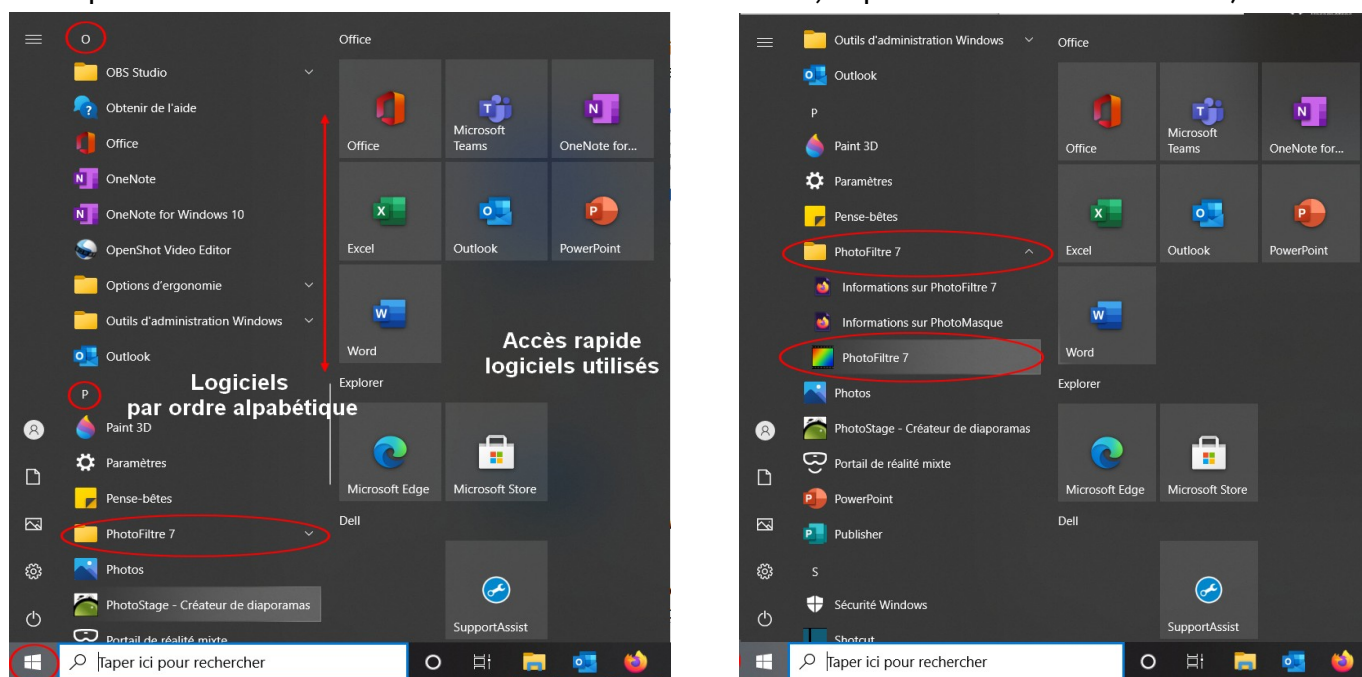 O
OBS Studio
Obtenir de l'aide
Office
OneNote
OneNote for Windows 10
OpenShot Video Editor
Options d'ergonomie
Outils d'administration Windows
Outlook
P
Paint 3D
Paramètres
Pense-bêtes
PhotoFiltre 7
Photos
PhotoStage - Créateur de diaporamas
Portail de réalité mixte
Logiciels
par ordre alpabétique
Office
Office
Microsoft
Teams
OneNote for...
Excel
Outlook
PowerPoint
Word
Accès rapide
logiciels utilisés
Explorer
Microsoft Edge
Microsoft Store
Dell
SupportAssist
Taper ici pour rechercher
Outils d'administration Windows
Outlook
P
Paint 3D
Paramètres
Pense-bêtes
PhotoFiltre 7
Informations sur PhotoFiltre 7
Informations sur PhotoMasque
PhotoFiltre 7
Photos
PhotoStage - Créateur de diaporamas
Portail de réalité mixte
PowerPoint
Publisher
S
Sécurité Windows
Shotcut
Office
Office
Microsoft
Teams
OneNote for...
Excel
Outlook
PowerPoint
Word
Explorer
Microsoft Edge
Microsoft Store
Dell
SupportAssist
Taper ici pour rechercher